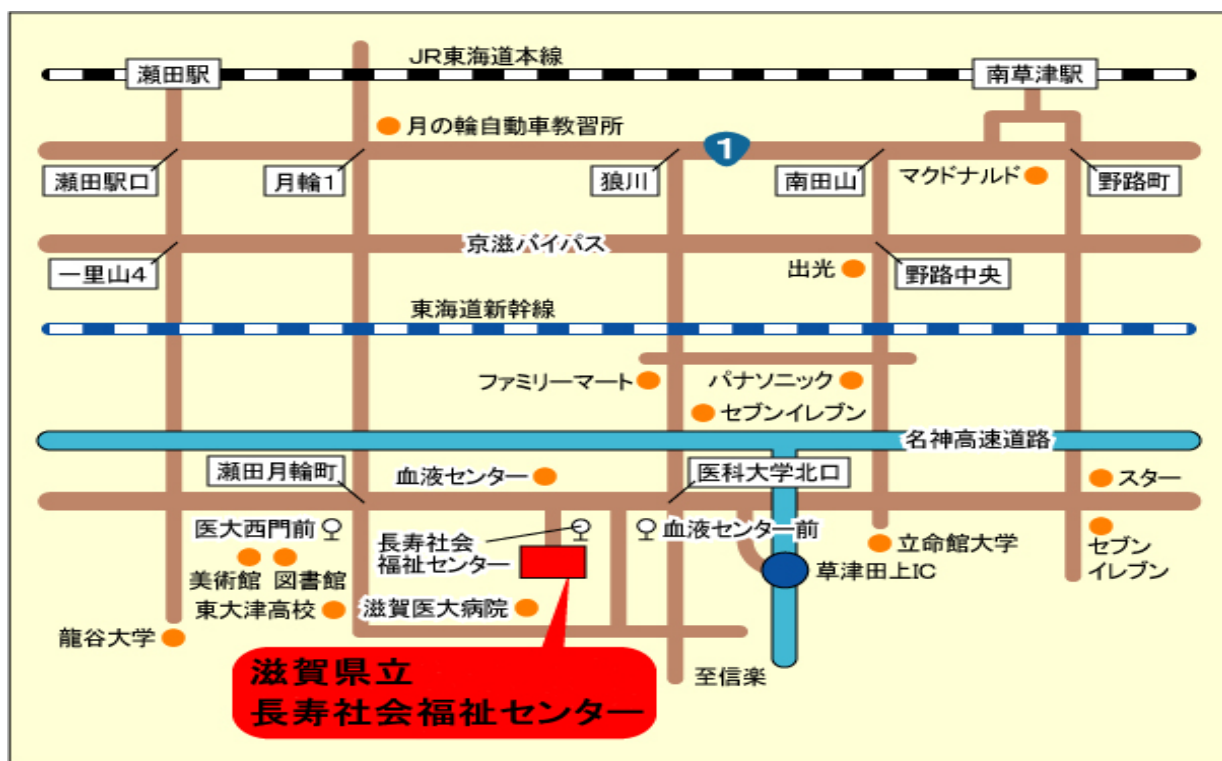 JR東海道本線
瀬田駅
南草津駅
月の輪自動車教習所
1
瀬田駅口
月輪1
狼川
南田山
マクドナルド
野路町
京滋バイパス
一里山4
出光
野路中央
東海道新幹線
ファミリーマート
パナソニック
セブンイレブン
名神高速道路
瀬田月輪町
血液センター
医科大学北口
スター
医大西門前
長寿社会
福祉センター
血液センター前
立命館大学
セブン
イレブン
美術館
図書館
草津田上IC
東大津高校
滋賀医大病院
龍谷大学
滋賀県立
長寿社会福祉センター
至信楽